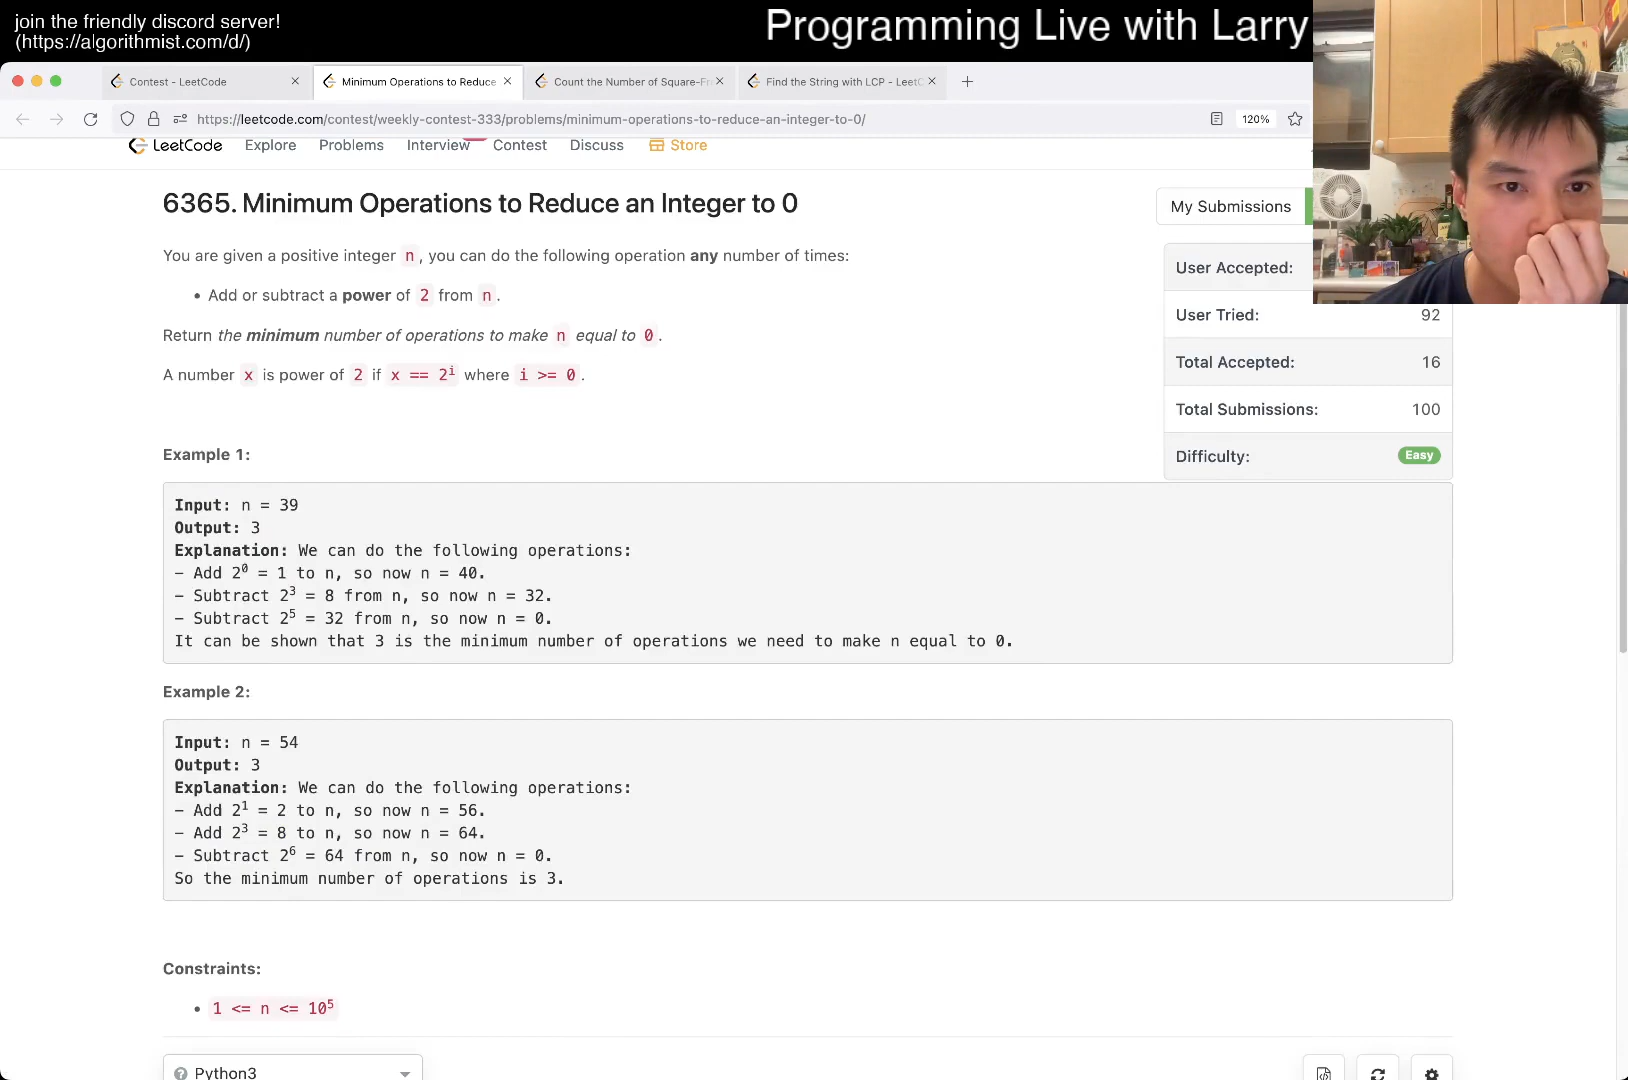 join the friendly discord server!
(https://algorithmist.com/d/)
Programming Live with Larry
Contest - LeetCode
Minimum Operations to Reduce
Count the Number of Square-Fr
Find the String with LCP - LeetC
https://leetcode.com/contest/weekly-contest-333/problems/minimum-operations-to-reduce-an-integer-to-0/
120%
LeetCode Explore Problems Interview Contest Discuss Store
6365. Minimum Operations to Reduce an Integer to 0
My Submissions
You are given a positive integer n, you can do the following operation any number of times:
User Accepted:
• Add or subtract a power of 2 from n.
User Tried: 92
Return the minimum number of operations to make n equal to 0.
Total Accepted: 16
A number x is power of 2 if x == 2ⁱ where i >= 0.
Total Submissions: 100
Difficulty: Easy
Example 1:
Input: n = 39
Output: 3
Explanation: We can do the following operations:
- Add 2⁰ = 1 to n, so now n = 40.
- Subtract 2³ = 8 from n, so now n = 32.
- Subtract 2⁵ = 32 from n, so now n = 0.
It can be shown that 3 is the minimum number of operations we need to make n equal to 0.
Example 2:
Input: n = 54
Output: 3
Explanation: We can do the following operations:
- Add 2¹ = 2 to n, so now n = 56.
- Add 2³ = 8 to n, so now n = 64.
- Subtract 2⁶ = 64 from n, so now n = 0.
So the minimum number of operations is 3.
Constraints:
• 1 <= n <= 10⁵
Python3